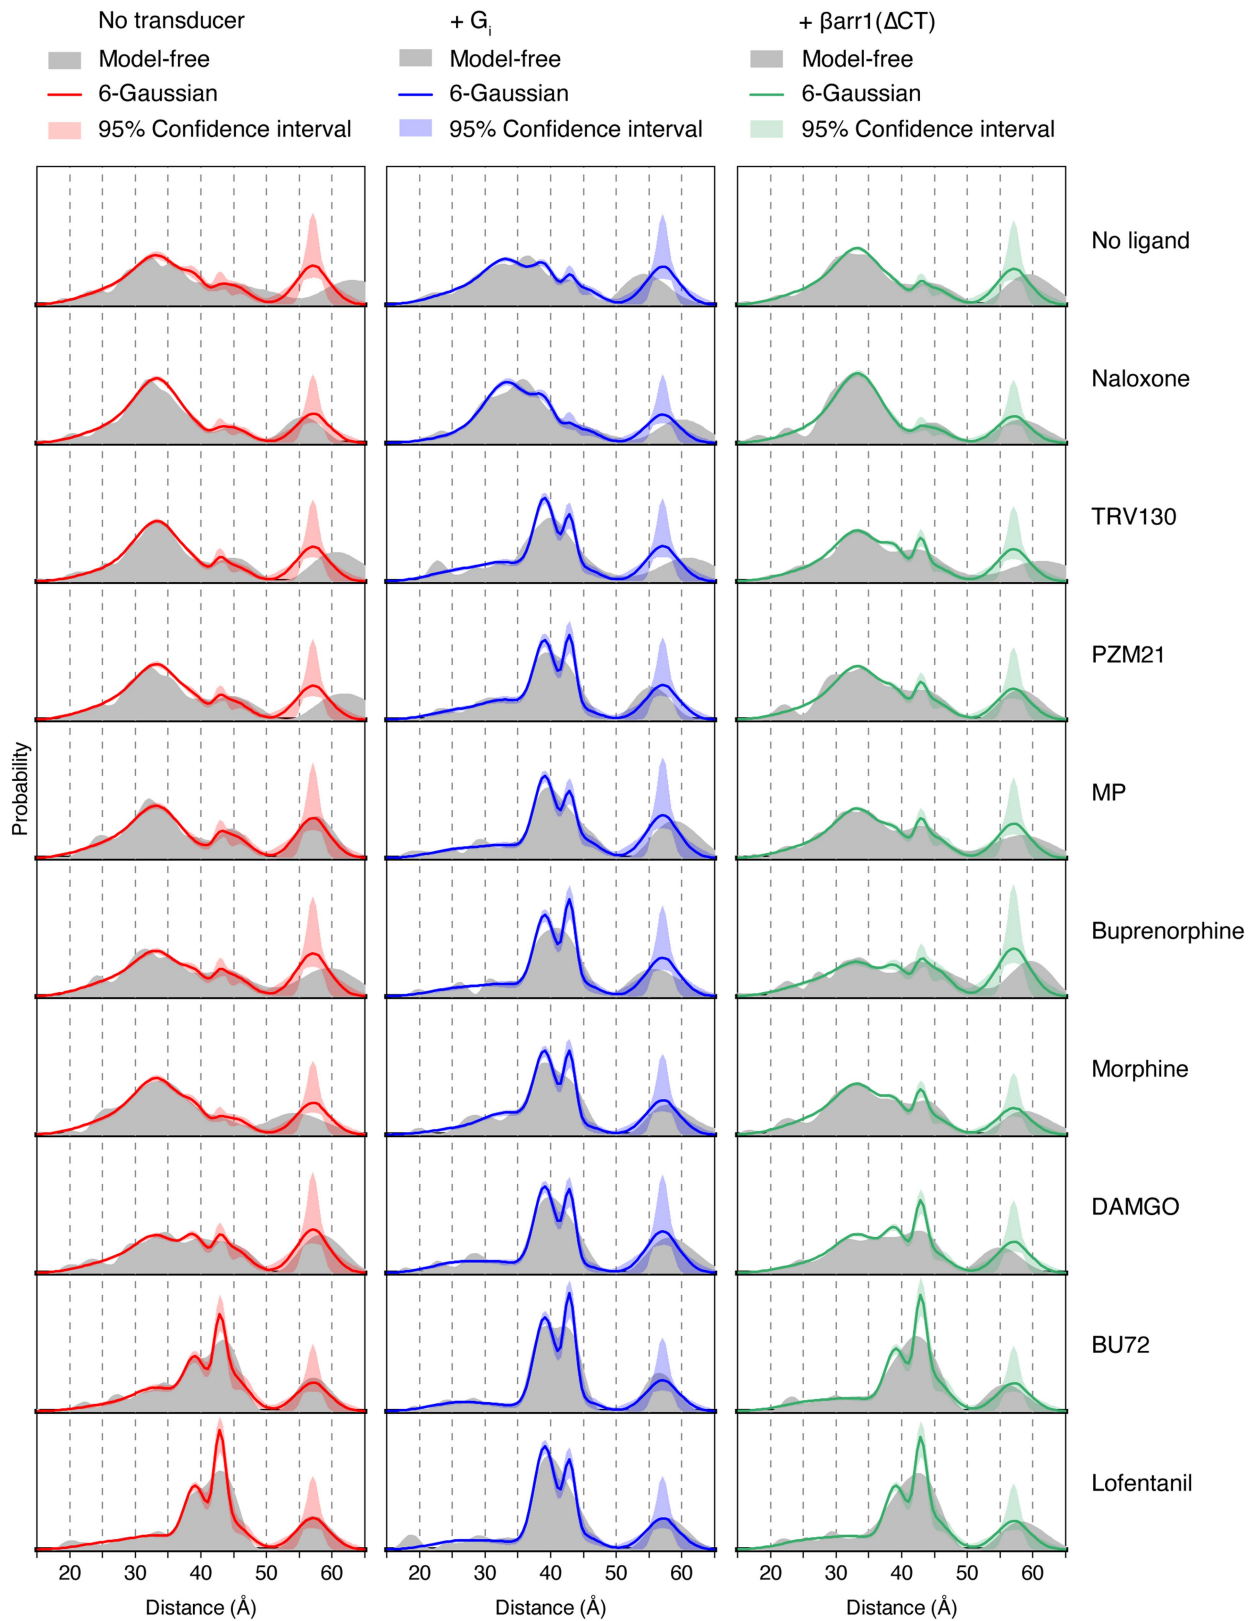 No transducer
Model-free
6-Gaussian
95% Confidence interval
+ Gi
Model-free
6-Gaussian
95% Confidence interval
+ βarr1(ΔCT)
Model-free
6-Gaussian
95% Confidence interval
No ligand
Naloxone
TRV130
PZM21
MP
Buprenorphine
Morphine
DAMGO
BU72
Lofentanil
Probability
20 30 40 50 60 20 30 40 50 60 20 30 40 50 60
Distance (Å) Distance (Å) Distance (Å)